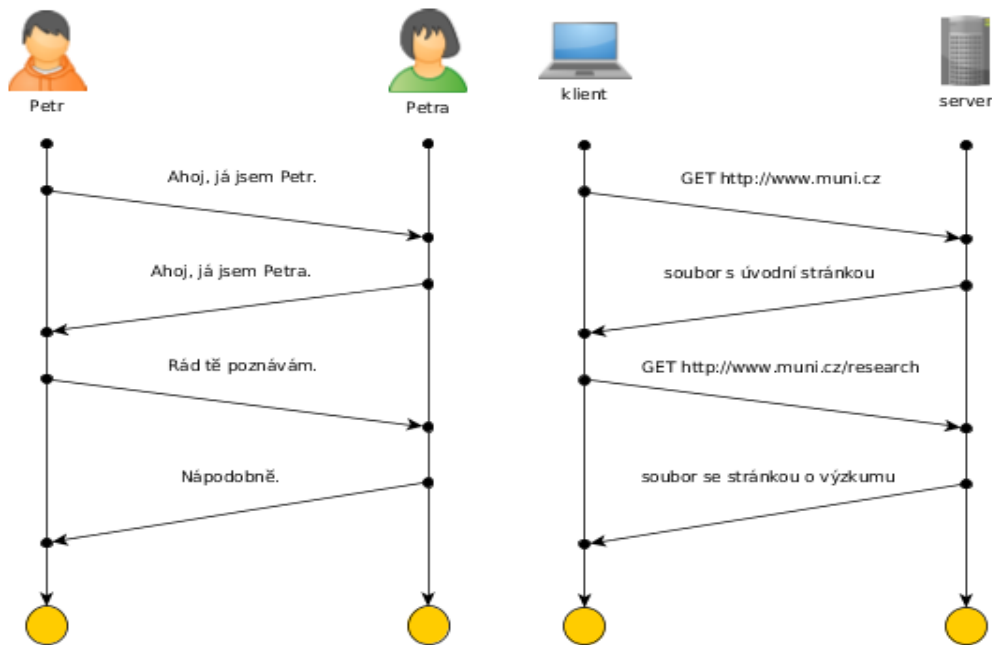 Petr
Petra
Ahoj, já jsem Petr.
Ahoj, já jsem Petra.
Rád tě poznávám.
Nápodobně.
klient
server
GET http://www.muni.cz
soubor s úvodní stránkou
GET http://www.muni.cz/research
soubor se stránkou o výzkumu